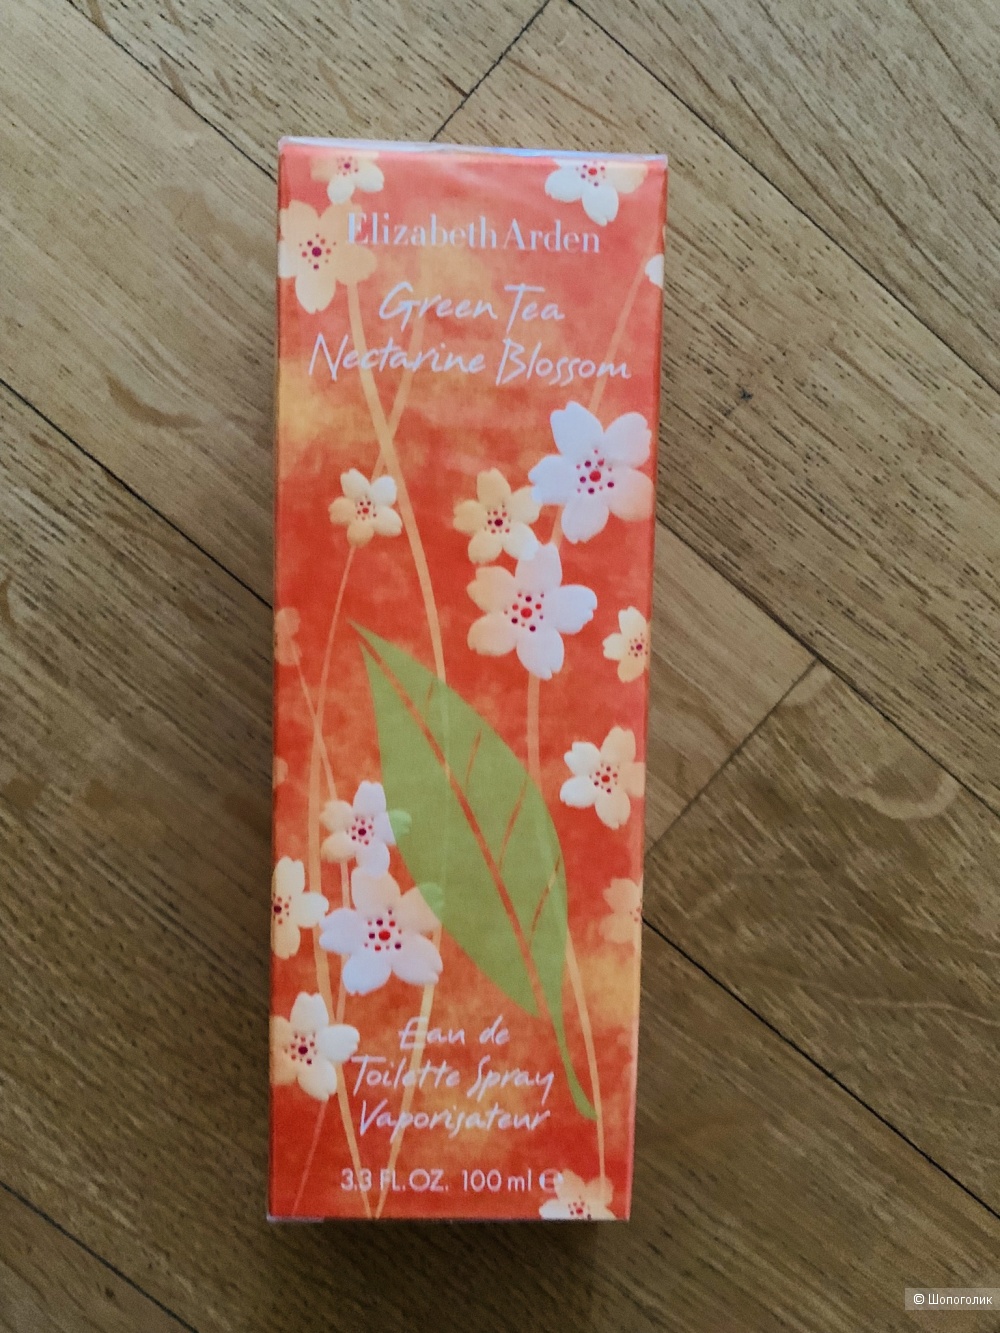 Elizabeth Arden
Green Tea
Nectarine Blossom
Eau de
Toilette Spray
Vaporisateur
3.3 FL.OZ. 100 ml ℮
© Шопоголик